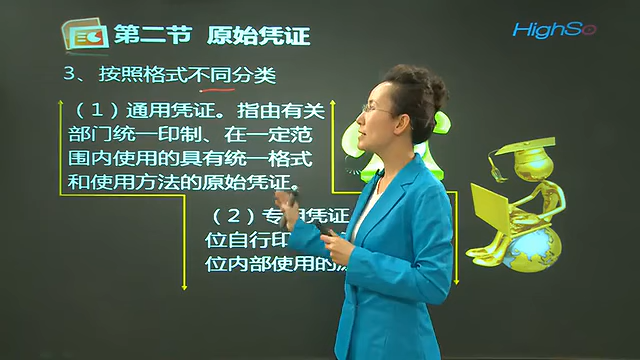 第二节 原始凭证
HighSo
3、按照格式不同分类
（1）通用凭证。指由有关
部门统一印制、在一定范
围内使用的具有统一格式
和使用方法的原始凭证。
（2）专用凭证
位自行印
位内部使用的